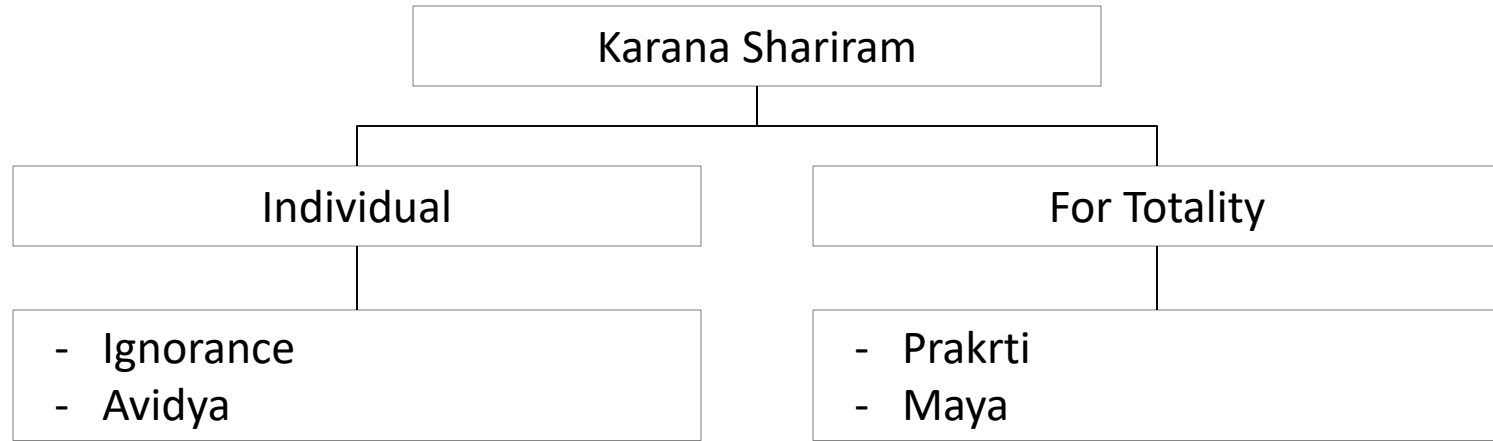 Karana Shariram
Individual
For Totality
- Ignorance
- Avidya
- Prakrti
- Maya